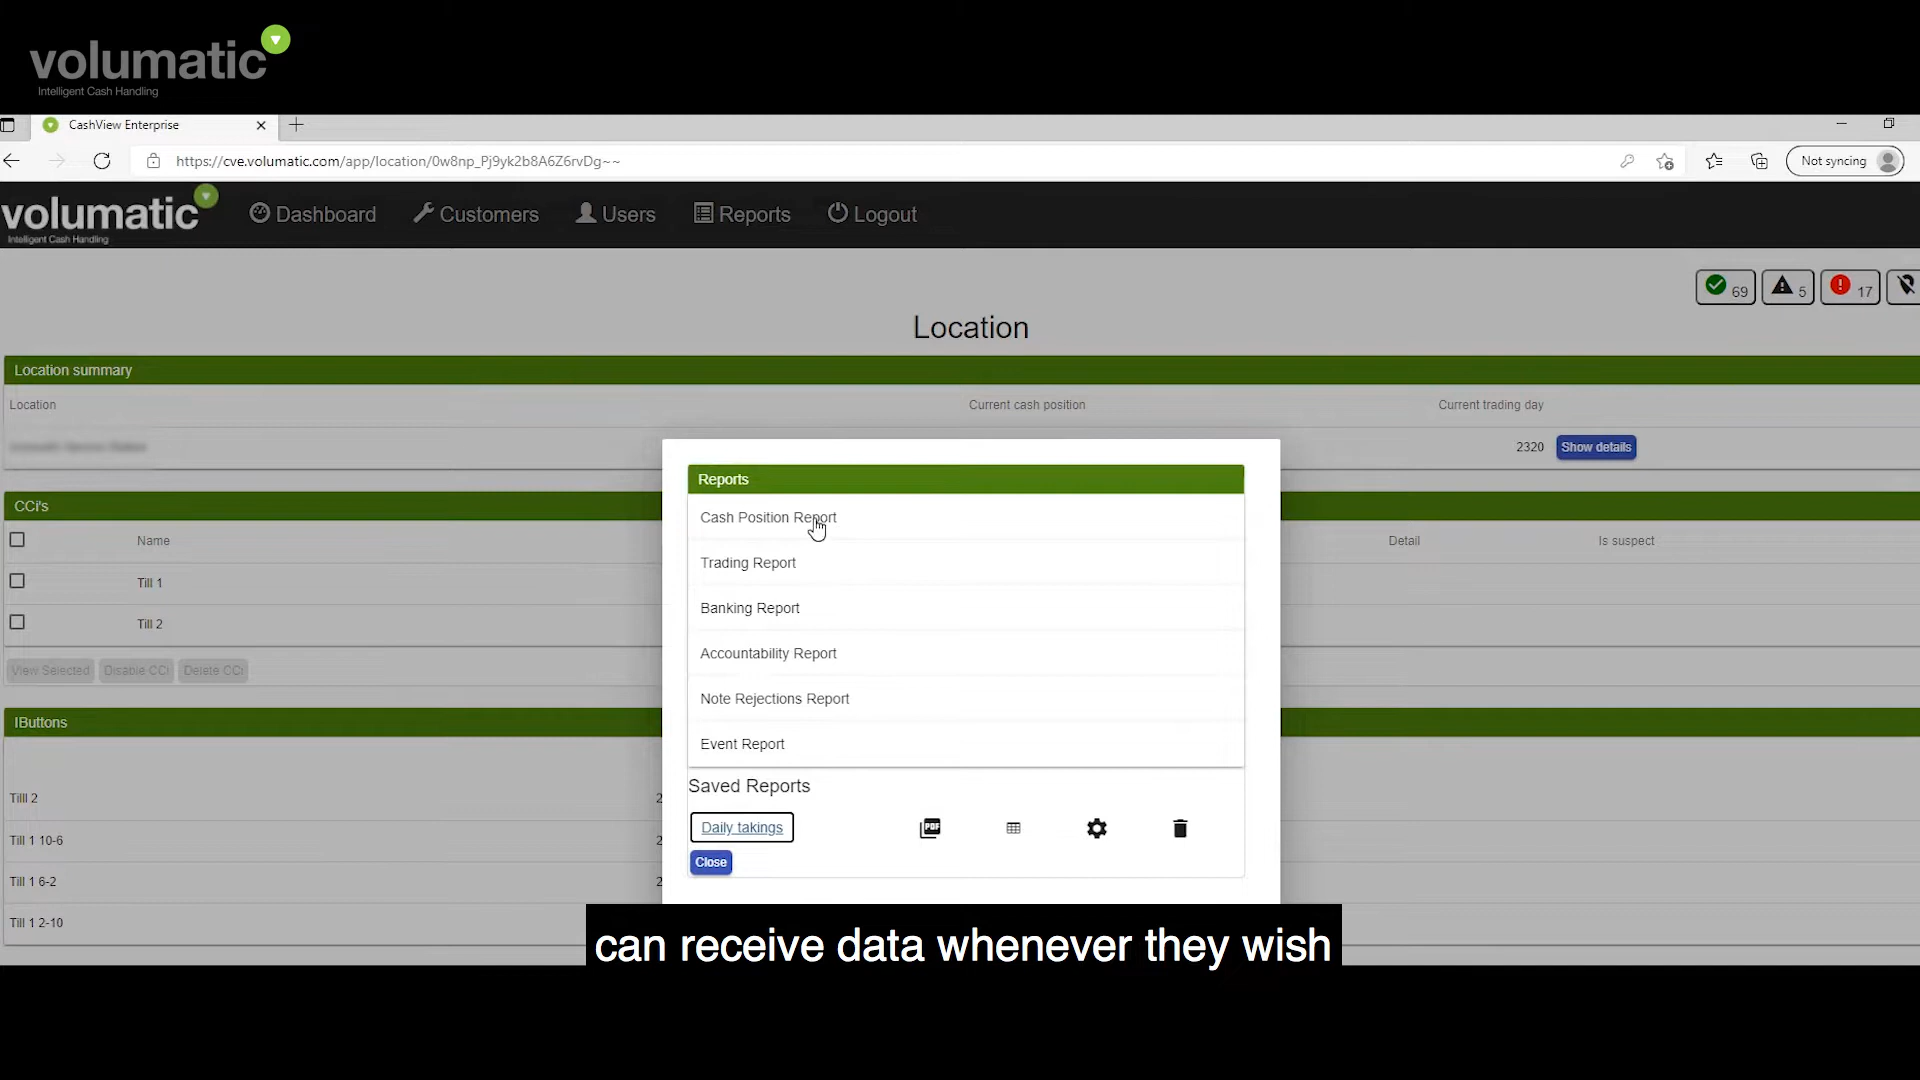 volumatic
Intelligent Cash Handling
CashView Enterprise
https://cve.volumatic.com/app/location/0w8np_Pj9yk2b8A6Z6rvDg~~
Not syncing
volumatic
Intelligent Cash Handling
Dashboard
Customers
Users
Reports
Logout
69
5
17
Location
Location summary
Location
Current cash position
Current trading day
2320
Show details
CCi's
Name
Detail
Is suspect
Till 1
Till 2
View Selected
Disable CCi
Delete CCi
IButtons
Tilll 2
2
Till 1 10-6
2
Till 1 6-2
2
Till 1 2-10
Reports
Cash Position Report
Trading Report
Banking Report
Accountability Report
Note Rejections Report
Event Report
Saved Reports
Daily takings
PDF
Close
can receive data whenever they wish